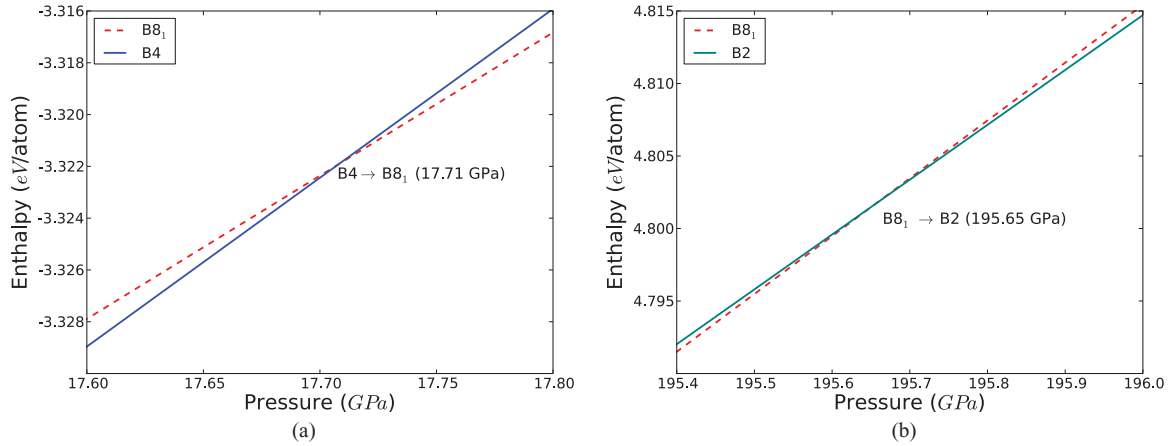 -3.316
B8₁
B4
-3.318
-3.320
-3.322
-3.324
-3.326
-3.328
Enthalpy (eV/atom)
B4 → B8₁ (17.71 GPa)
17.60
17.65
17.70
17.75
17.80
Pressure (GPa)
(a)
4.815
B8₁
B2
4.810
4.805
4.800
4.795
Enthalpy (eV/atom)
B8₁ → B2 (195.65 GPa)
195.4
195.5
195.6
195.7
195.8
195.9
196.0
Pressure (GPa)
(b)